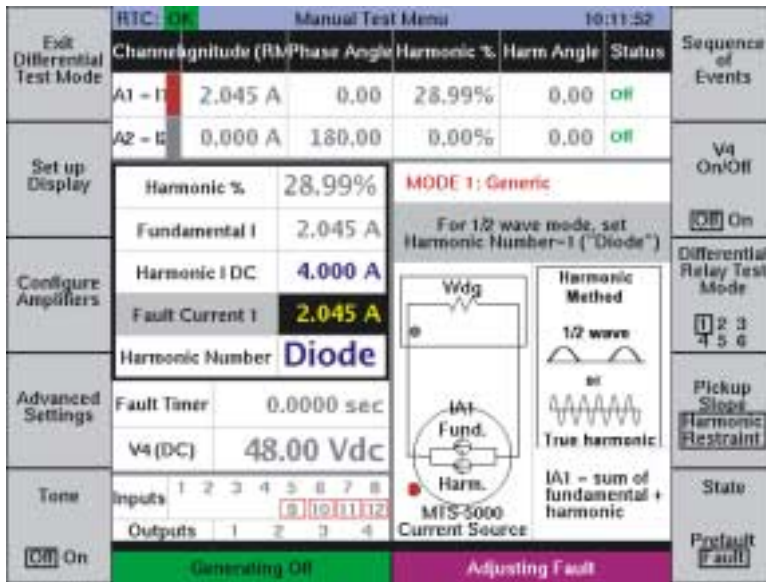 RTC: OK Manual Test Menu 10:11:52
Exit Differential Test Mode
Channel agnitude (RM Phase Angle Harmonic % Harm Angle Status
A1 - I1 2.045 A 0.00 28.99% 0.00 Off
A2 - I2 0.000 A 180.00 0.00% 0.00 Off
Set up Display
Configure Amplifiers
Advanced Settings
Tone
Off On
Harmonic % 28.99%
Fundamental I 2.045 A
Harmonic I DC 4.000 A
Fault Current 1 2.045 A
Harmonic Number Diode
Fault Timer 0.0000 sec
V4 (DC) 48.00 Vdc
Inputs 1 2 3 4 5 6 7 8
9 10 11 12
Outputs 1 2 3 4
Generating Off
MODE 1: Generic
For 1/2 wave mode, set
Harmonic Number-1 ("Diode")
Wdg
IA1
Fund.
Harm.
MTS-5000
Current Source
Harmonic
Method
1/2 wave
or
True harmonic
IA1 - sum of
fundamental +
harmonic
Adjusting Fault
Sequence
of
Events
V4
On/Off
Off On
Differential
Relay Test
Mode
1 2 3
4 5 6
Pickup
Slope
Harmonic
Restraint
State
Prefault
Fault